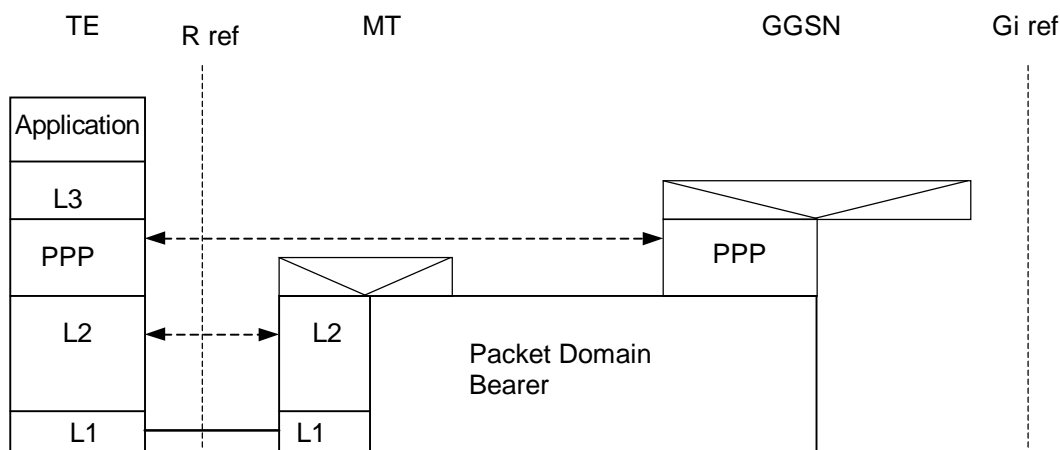 TE
R ref
MT
GGSN
Gi ref
Application
L3
PPP
PPP
L2
L2
Packet Domain
Bearer
L1
L1